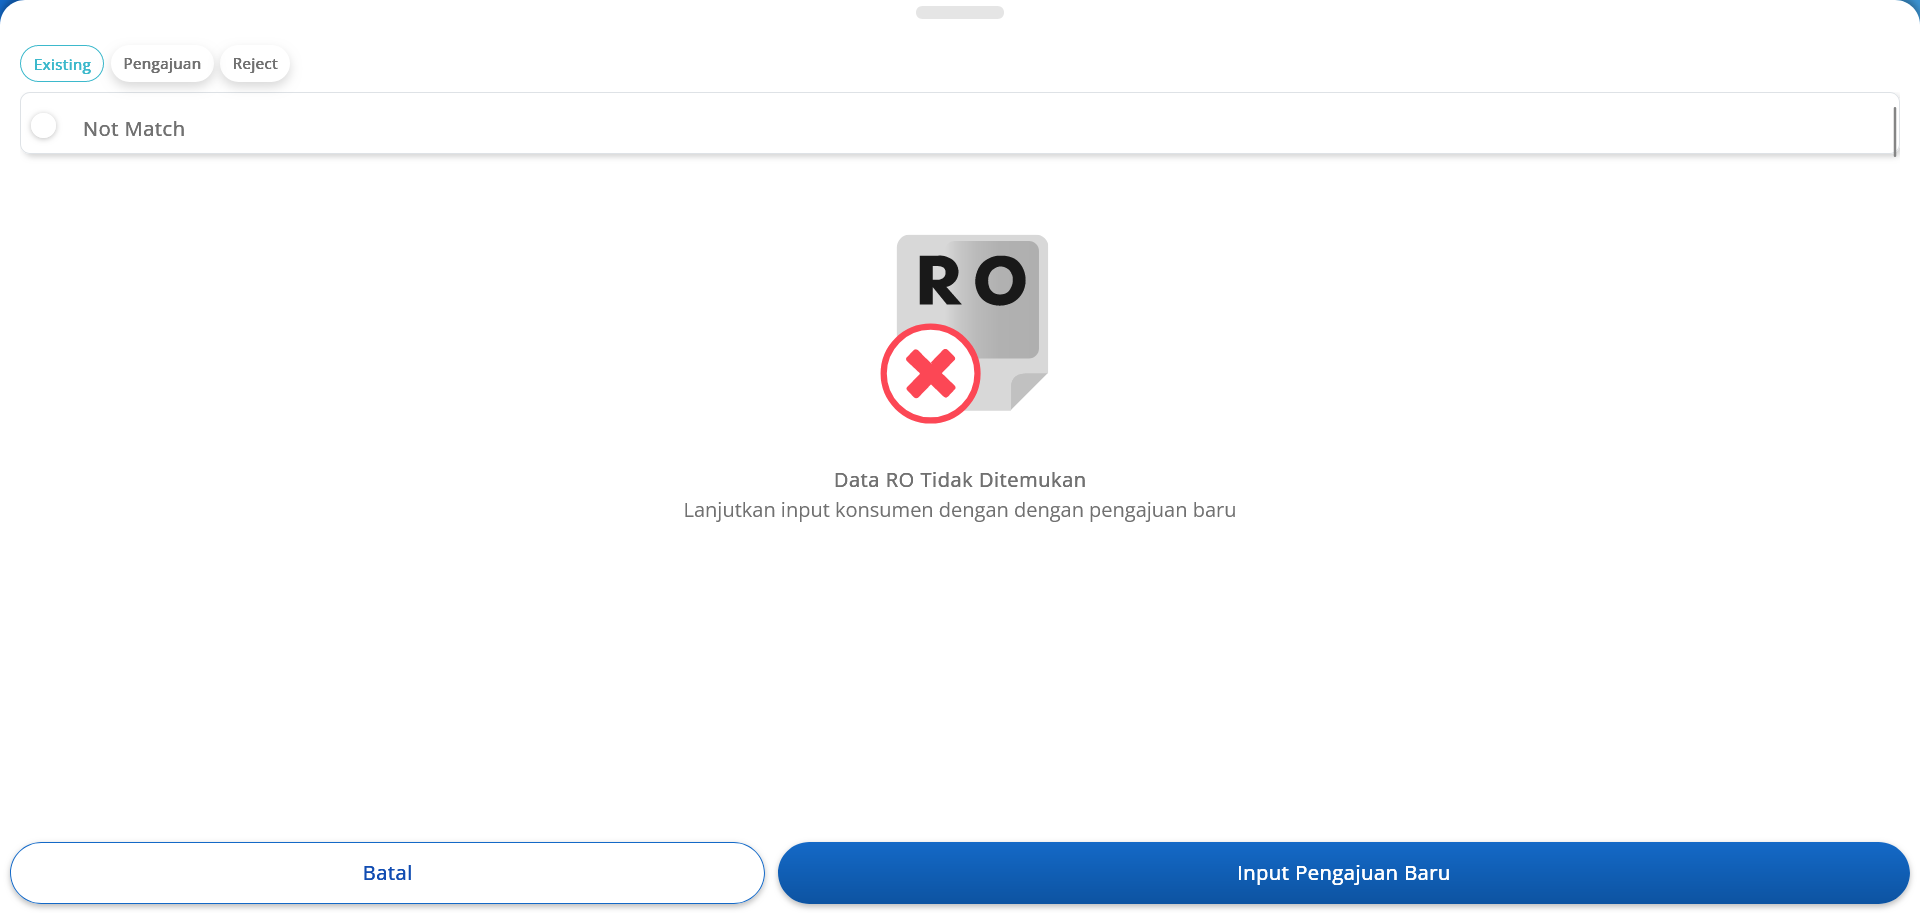 Existing Pengajuan Reject
Not Match
RO
Data RO Tidak Ditemukan
Lanjutkan input konsumen dengan dengan pengajuan baru
Batal Input Pengajuan Baru